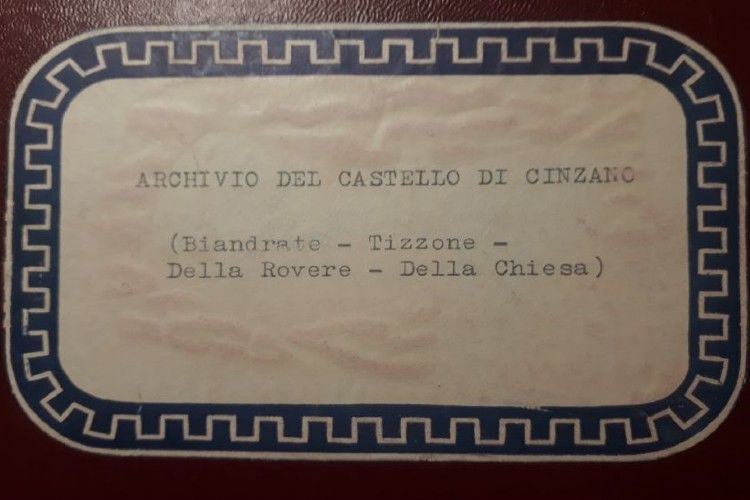 ARCHIVIO DEL CASTELLO DI CINZANO
(Biandrate - Tizzone -
Della Rovere - Della Chiesa)